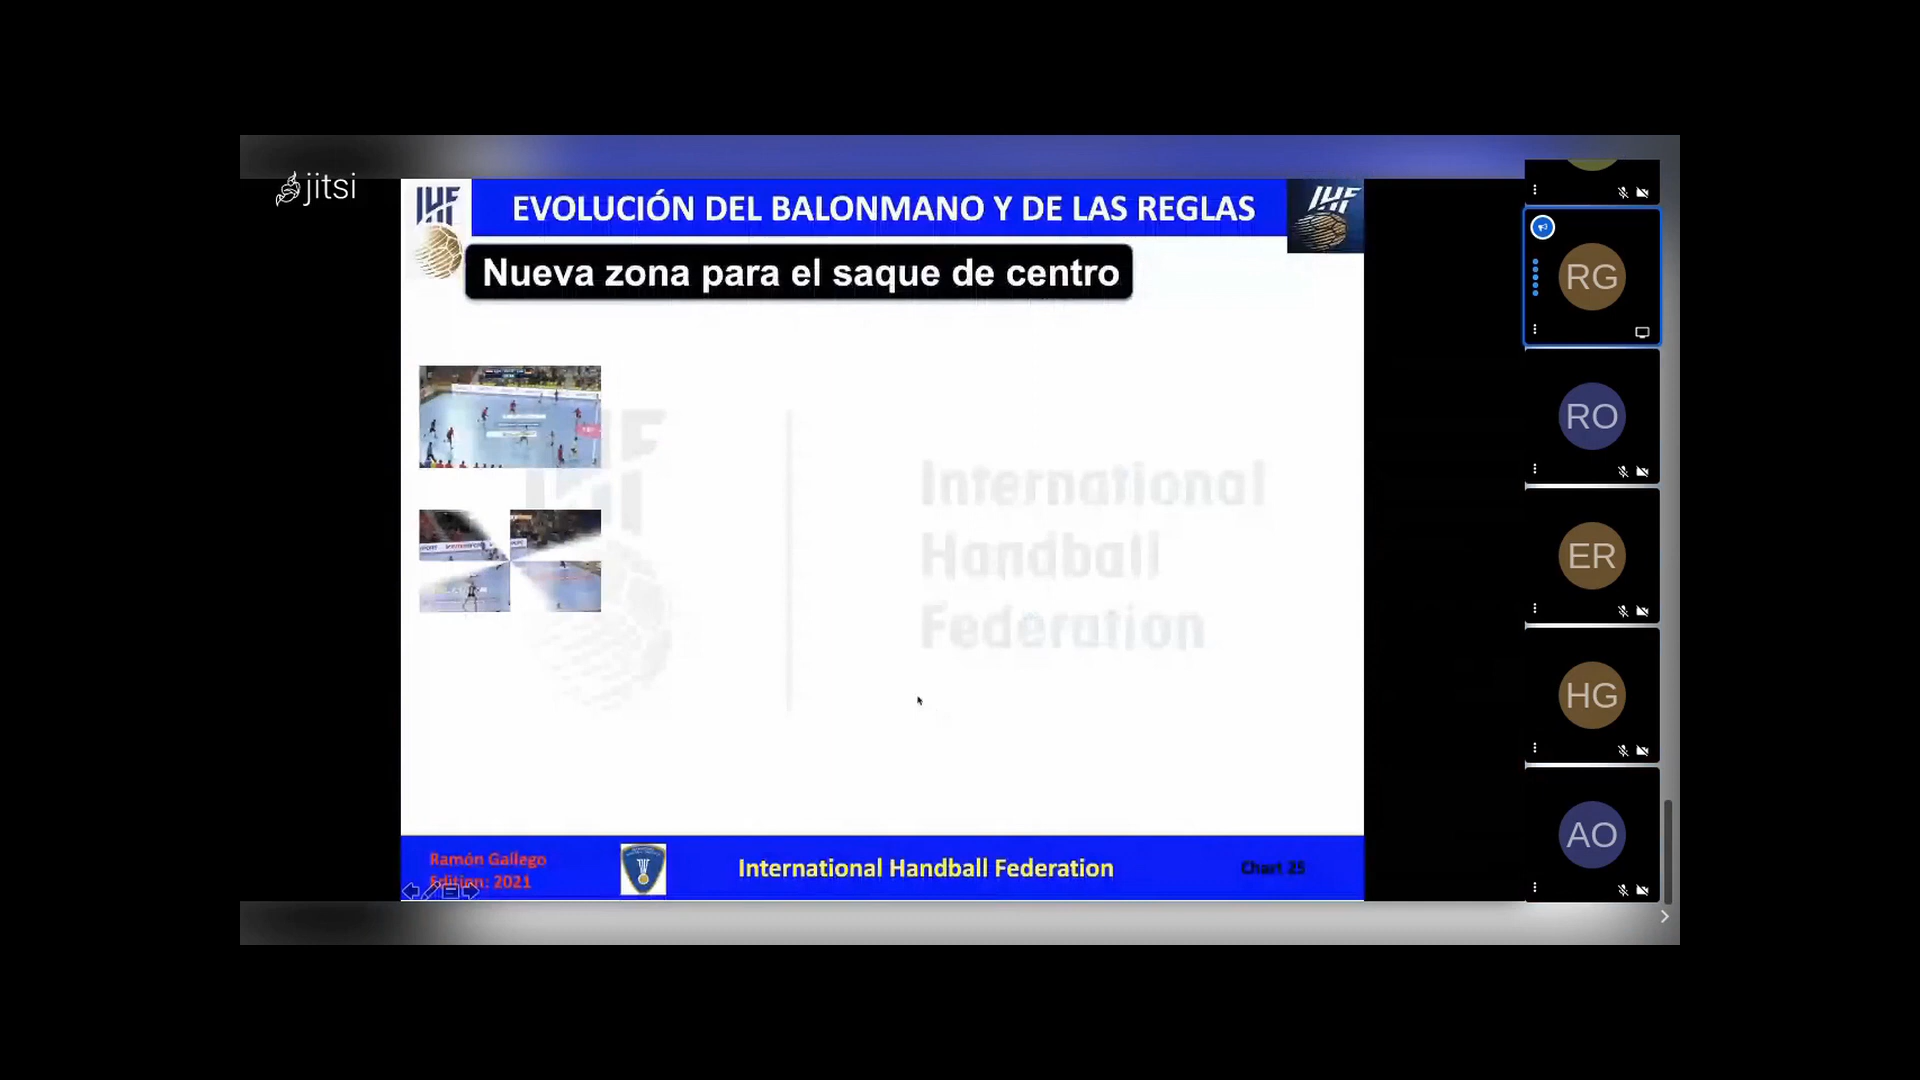 jitsi
IHF
EVOLUCIÓN DEL BALONMANO Y DE LAS REGLAS
IHF
Nueva zona para el saque de centro
International
Handball
Federation
Ramón Gallego
Edition: 2021
International Handball Federation
Chart 25
RG
RO
ER
HG
AO